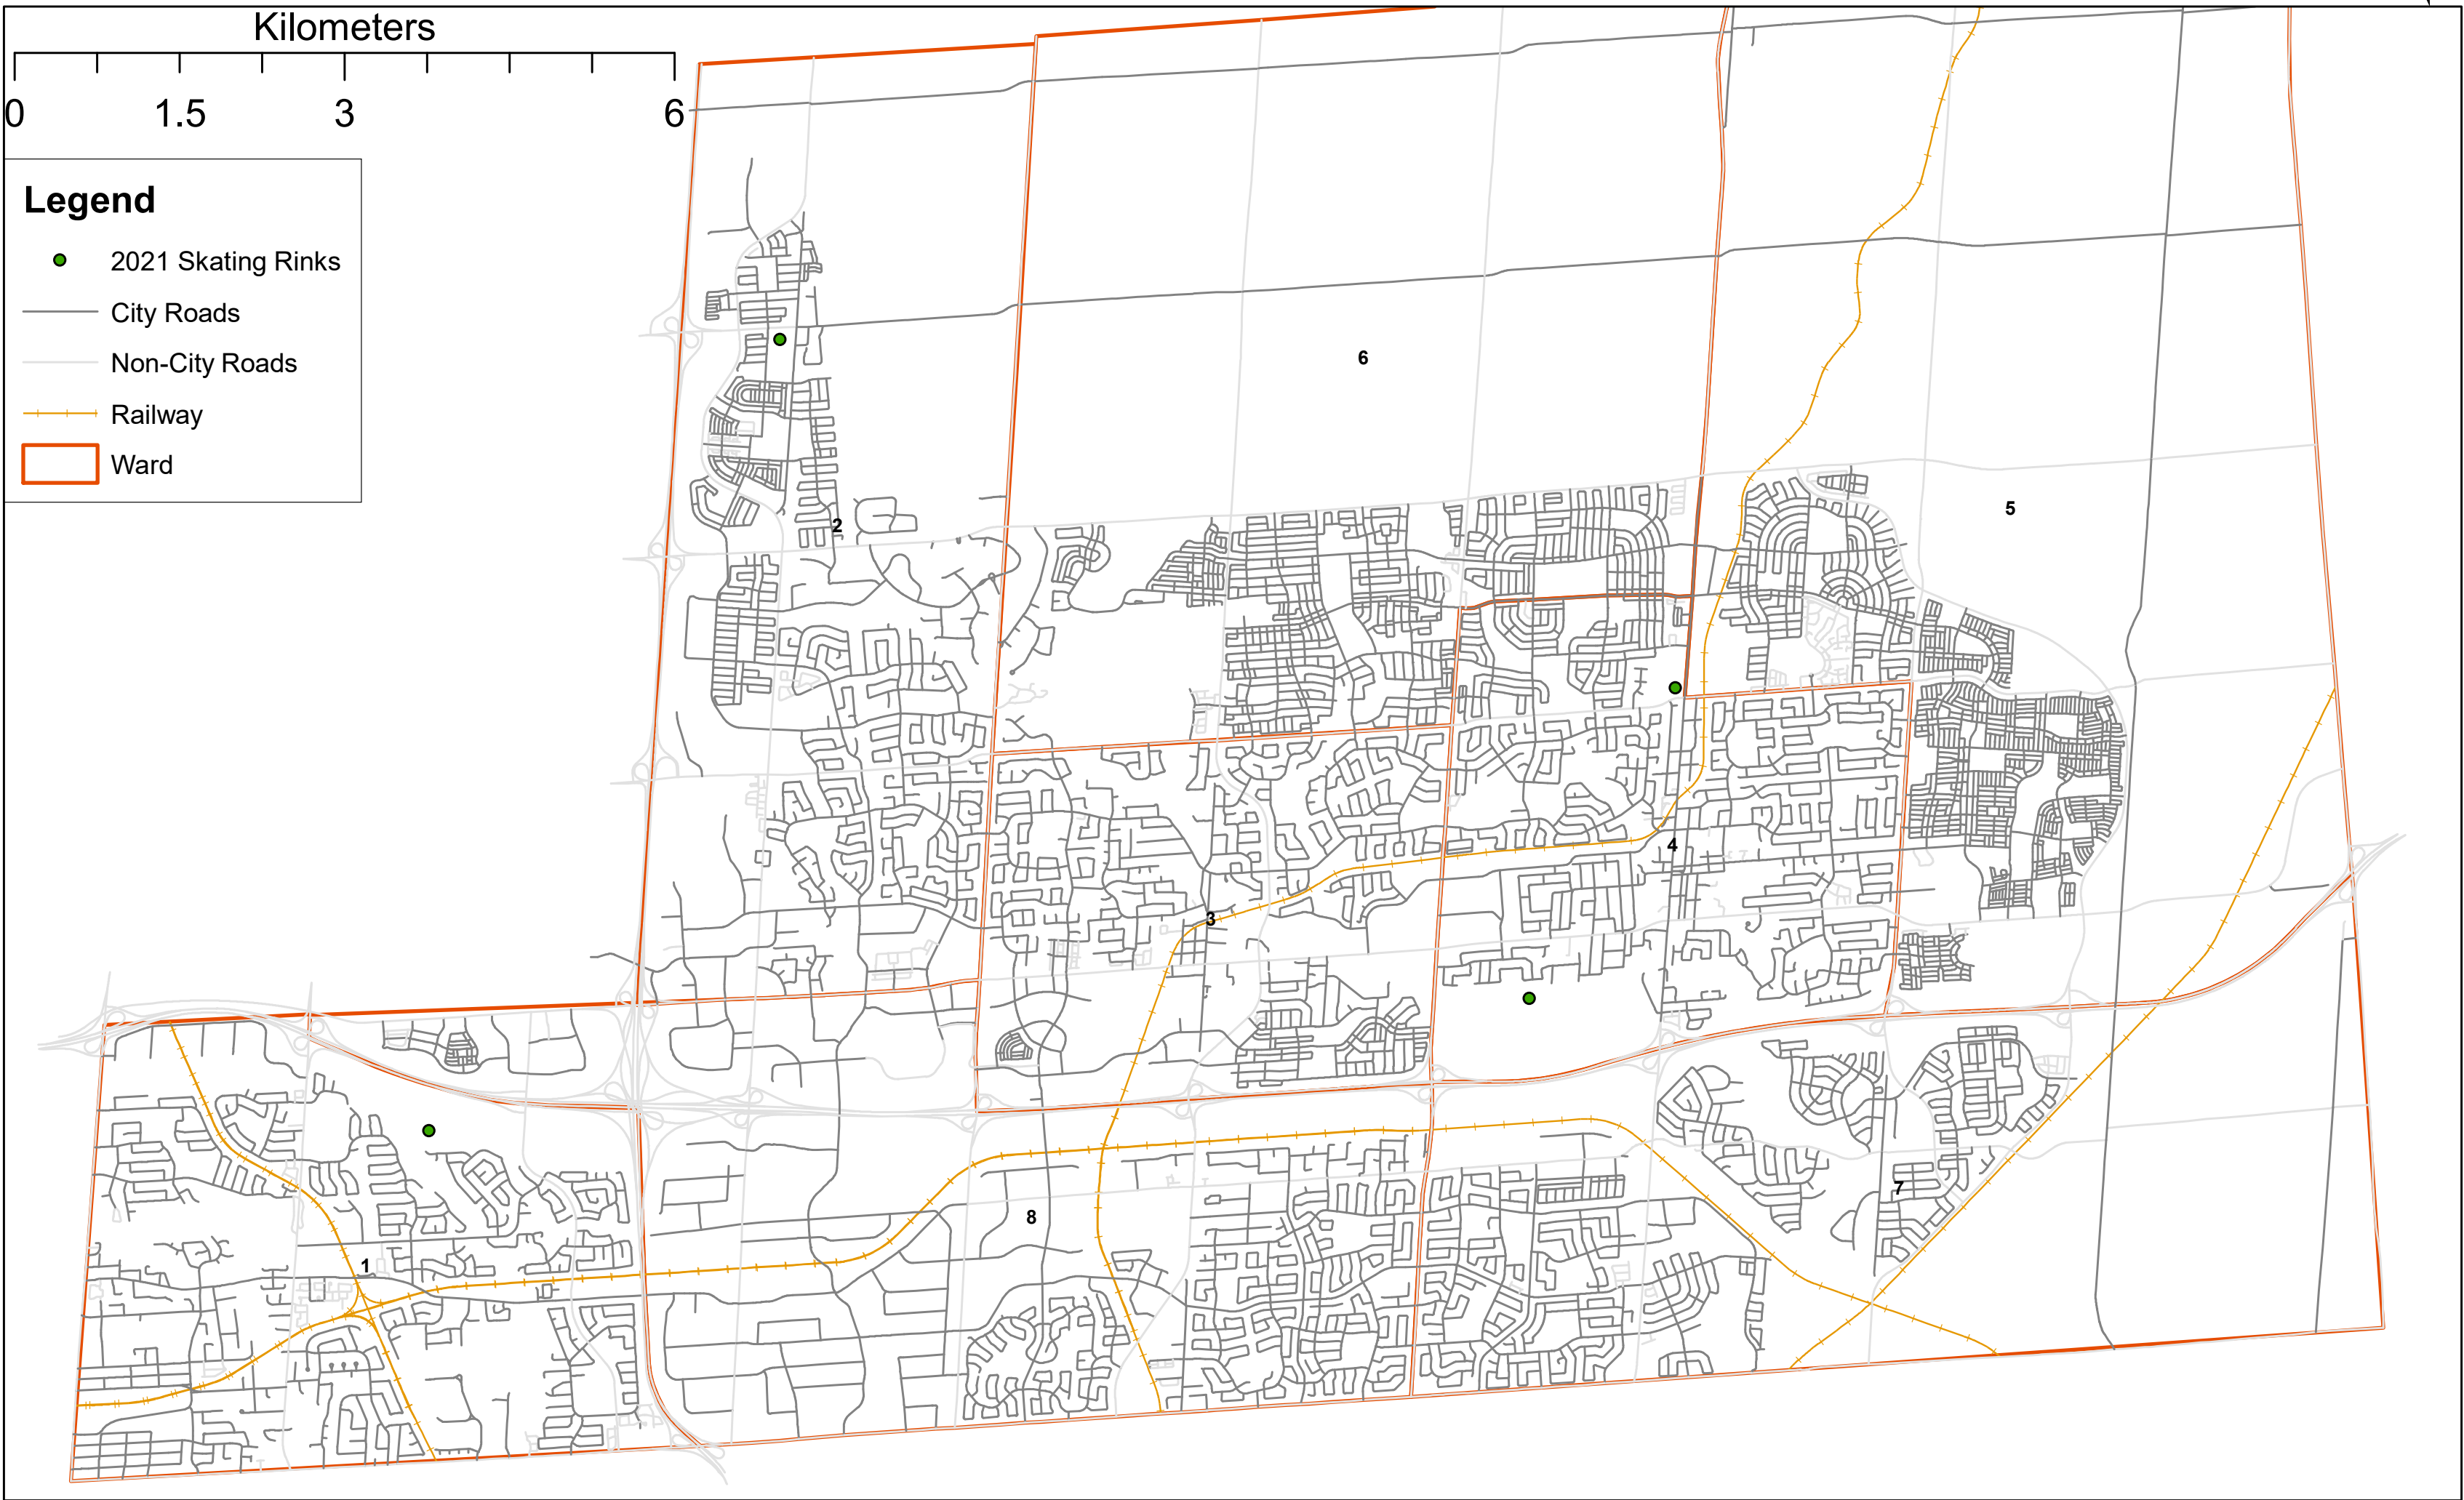 Kilometers
0 1.5 3 6
Legend
2021 Skating Rinks
City Roads
Non-City Roads
Railway
Ward
6
5
2
4
3
7
8
1